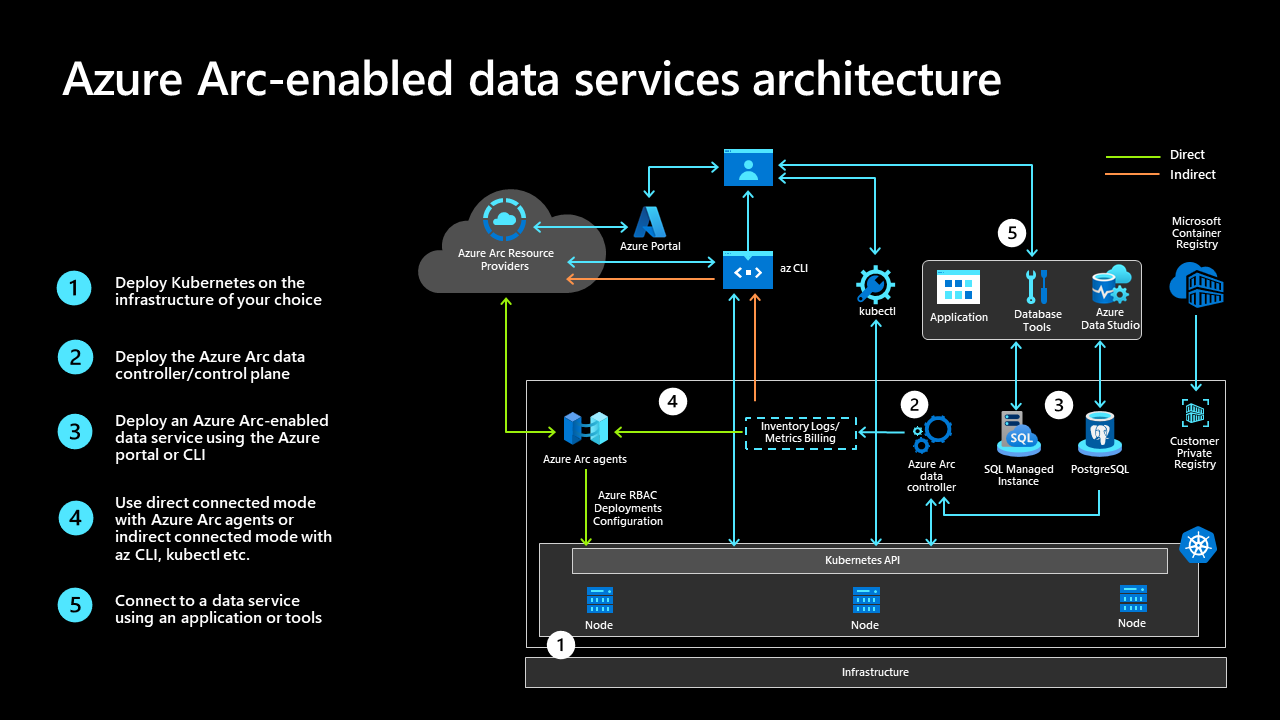 Azure Arc-enabled data services architecture
1
Deploy Kubernetes on the
infrastructure of your choice
2
Deploy the Azure Arc data
controller/control plane
3
Deploy an Azure Arc-enabled
data service using the Azure
portal or CLI
4
Use direct connected mode
with Azure Arc agents or
indirect connected mode with
az CLI, kubectl etc.
5
Connect to a data service
using an application or tools
Direct
Indirect
Azure Arc Resource
Providers
Azure Portal
az CLI
kubectl
5
Application
Database
Tools
Azure
Data Studio
Microsoft
Container
Registry
4
Azure Arc agents
Inventory Logs/
Metrics Billing
2
Azure Arc
data
controller
3
SQL
SQL Managed
Instance
PostgreSQL
Customer
Private
Registry
Azure RBAC
Deployments
Configuration
Kubernetes API
Node
Node
Node
1
Infrastructure